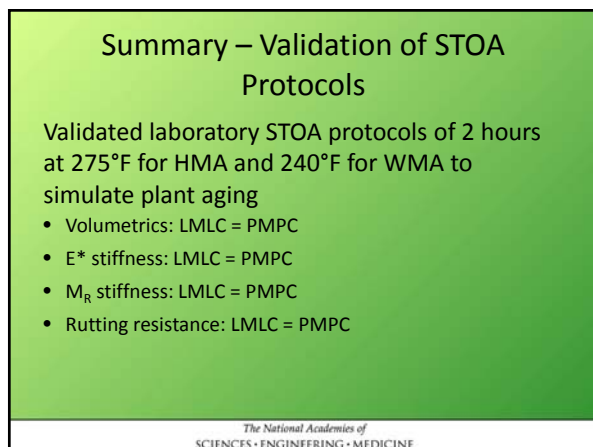 Summary – Validation of STOA
Protocols
Validated laboratory STOA protocols of 2 hours
at 275°F for HMA and 240°F for WMA to
simulate plant aging
• Volumetrics: LMLC = PMPC
• E* stiffness: LMLC = PMPC
• MR stiffness: LMLC = PMPC
• Rutting resistance: LMLC = PMPC
The National Academies of
SCIENCES • ENGINEERING • MEDICINE